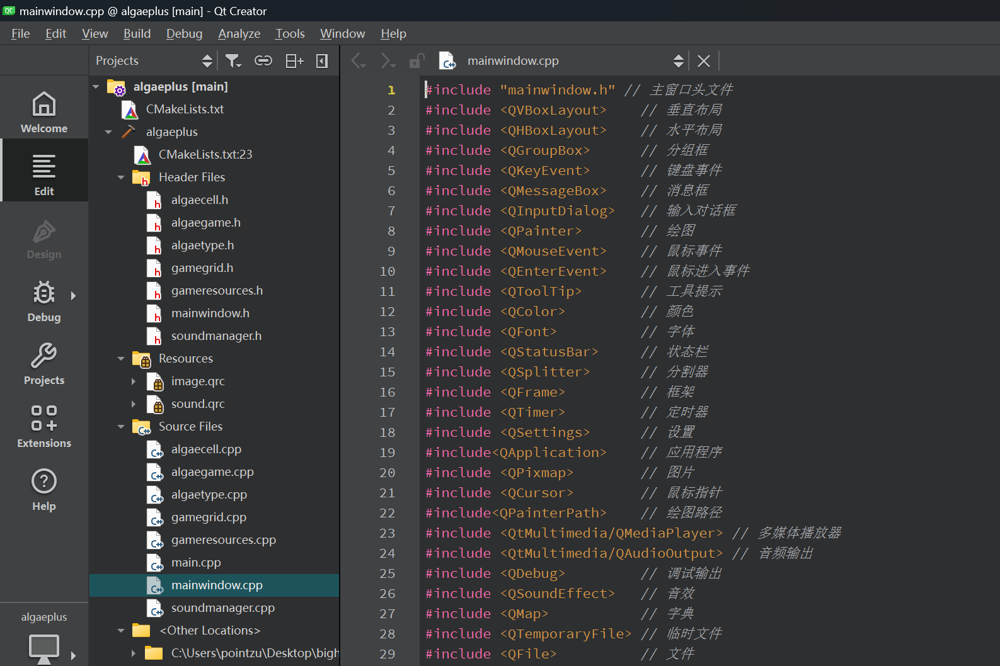 mainwindow.cpp @ algaeplus [main] - Qt Creator
File Edit View Build Debug Analyze Tools Window Help
Projects
mainwindow.cpp
Welcome
Edit
Design
Debug
Projects
Extensions
Help
algaeplus
algaeplus [main]
CMakeLists.txt
algaeplus
CMakeLists.txt:23
Header Files
algaecell.h
algaegame.h
algaetype.h
gamegrid.h
gameresources.h
mainwindow.h
soundmanager.h
Resources
image.qrc
sound.qrc
Source Files
algaecell.cpp
algaegame.cpp
algaetype.cpp
gamegrid.cpp
gameresources.cpp
main.cpp
mainwindow.cpp
soundmanager.cpp
<Other Locations>
C:\Users\pointzu\Desktop\bigh
1 #include "mainwindow.h" // 主窗口头文件
2 #include <QVBoxLayout> // 垂直布局
3 #include <QHBoxLayout> // 水平布局
4 #include <QGroupBox> // 分组框
5 #include <QKeyEvent> // 键盘事件
6 #include <QMessageBox> // 消息框
7 #include <QInputDialog> // 输入对话框
8 #include <QPainter> // 绘图
9 #include <QMouseEvent> // 鼠标事件
10 #include <QEnterEvent> // 鼠标进入事件
11 #include <QToolTip> // 工具提示
12 #include <QColor> // 颜色
13 #include <QFont> // 字体
14 #include <QStatusBar> // 状态栏
15 #include <QSplitter> // 分割器
16 #include <QFrame> // 框架
17 #include <QTimer> // 定时器
18 #include <QSettings> // 设置
19 #include<QApplication> // 应用程序
20 #include <QPixmap> // 图片
21 #include <QCursor> // 鼠标指针
22 #include<QPainterPath> // 绘图路径
23 #include <QtMultimedia/QMediaPlayer> // 多媒体播放器
24 #include <QtMultimedia/QAudioOutput> // 音频输出
25 #include <QDebug> // 调试输出
26 #include <QSoundEffect> // 音效
27 #include <QMap> // 字典
28 #include <QTemporaryFile> // 临时文件
29 #include <QFile> // 文件